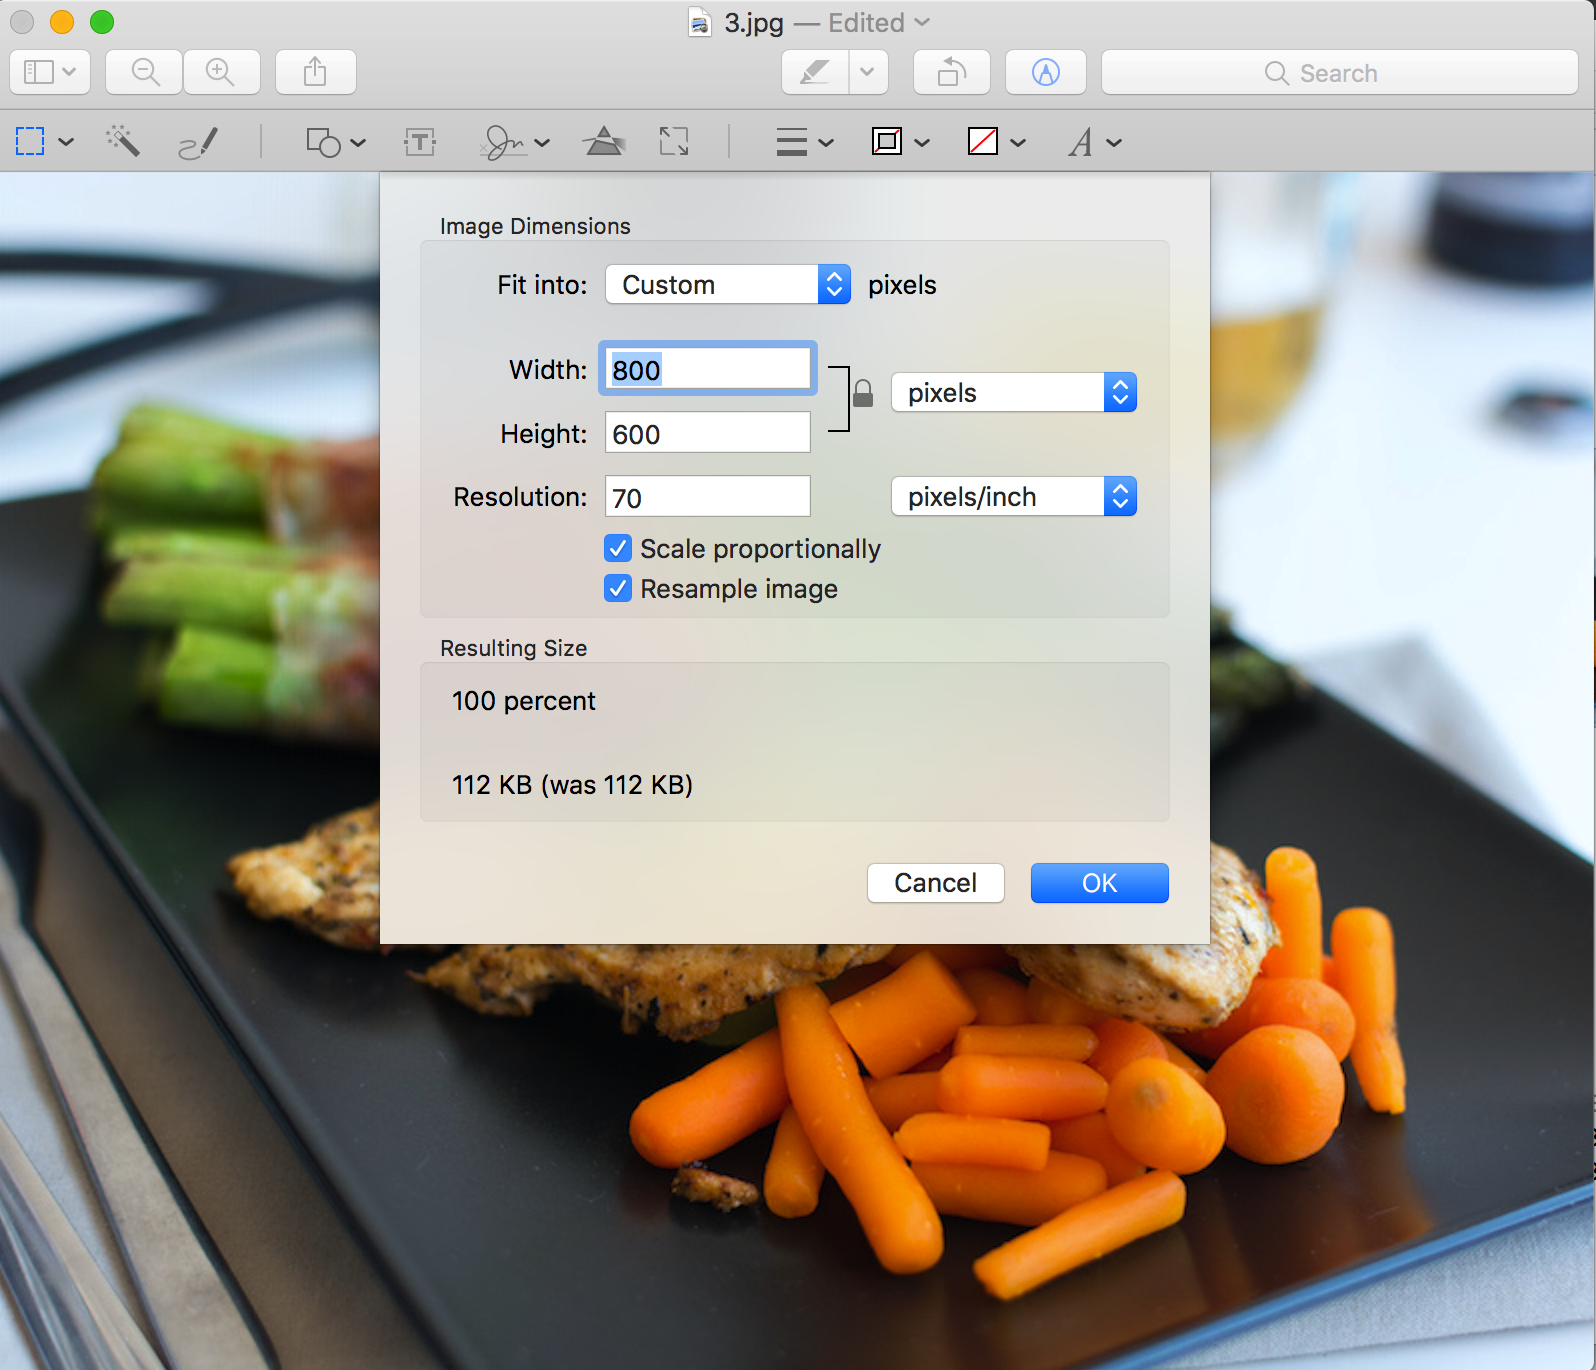 3.jpg — Edited
Search
T
A
Image Dimensions
Fit into: Custom pixels
Width: 800
pixels
Height: 600
Resolution: 70 pixels/inch
Scale proportionally
Resample image
Resulting Size
100 percent
112 KB (was 112 KB)
Cancel OK